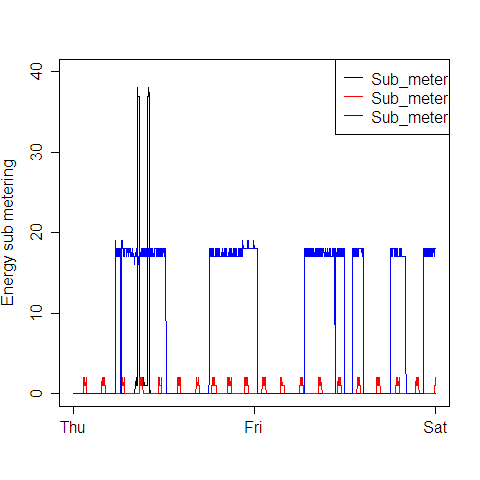 40
30
20
10
0
Energy sub metering
Sub_meter
Sub_meter
Sub_meter
Thu Fri Sat